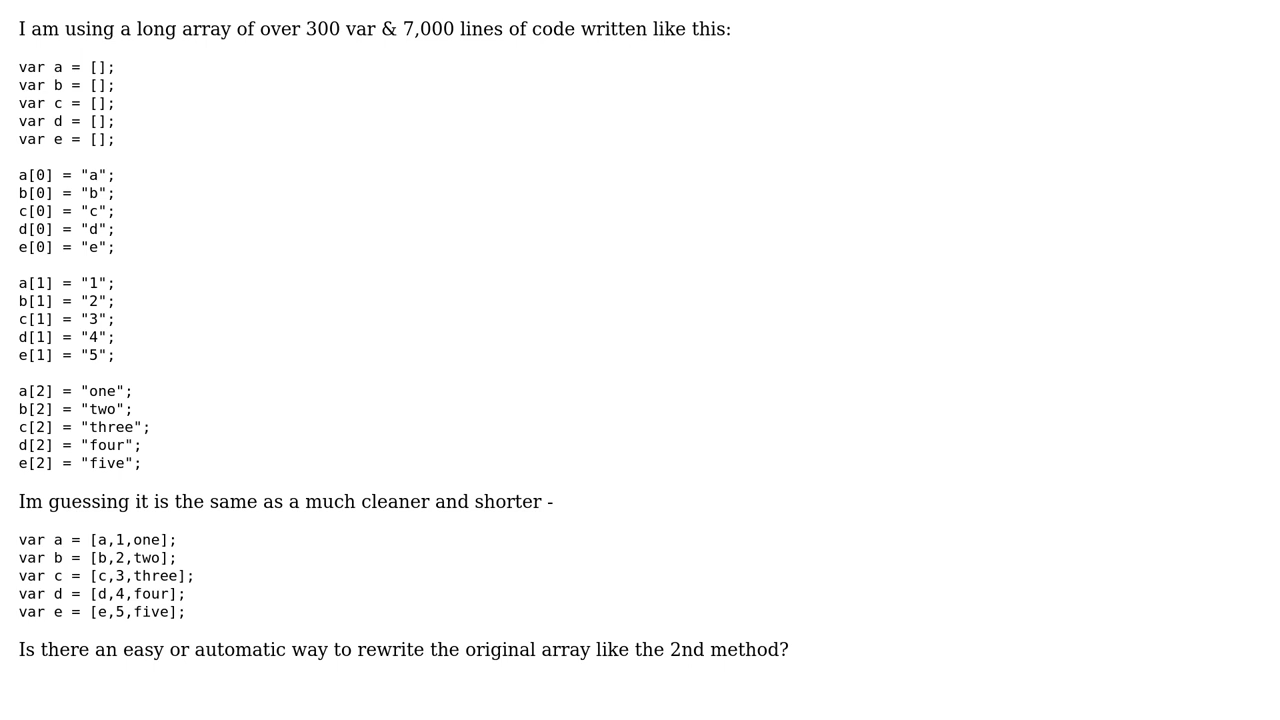 I am using a long array of over 300 var & 7,000 lines of code written like this:
var a = [];
var b = [];
var c = [];
var d = [];
var e = [];
a[0] = "a";
b[0] = "b";
c[0] = "c";
d[0] = "d";
e[0] = "e";
a[1] = "1";
b[1] = "2";
c[1] = "3";
d[1] = "4";
e[1] = "5";
a[2] = "one";
b[2] = "two";
c[2] = "three";
d[2] = "four";
e[2] = "five";
Im guessing it is the same as a much cleaner and shorter -
var a = [a,1,one];
var b = [b,2,two];
var c = [c,3,three];
var d = [d,4,four];
var e = [e,5,five];
Is there an easy or automatic way to rewrite the original array like the 2nd method?